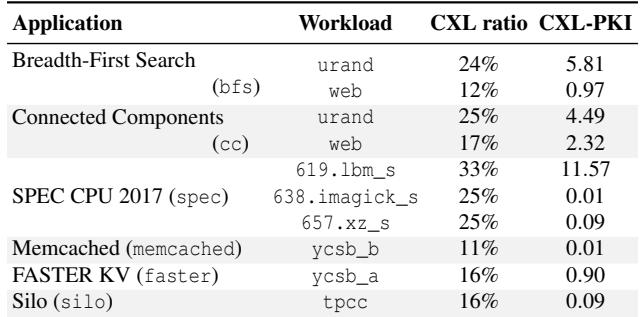 Application Workload CXL ratio CXL-PKI
Breadth-First Search urand 24% 5.81
(bfs) web 12% 0.97
Connected Components urand 25% 4.49
(cc) web 17% 2.32
619.lbm_s 33% 11.57
SPEC CPU 2017 (spec) 638.imagick_s 25% 0.01
657.xz_s 25% 0.09
Memcached (memcached) ycsb_b 11% 0.01
FASTER KV (faster) ycsb_a 16% 0.90
Silo (silo) tpcc 16% 0.09